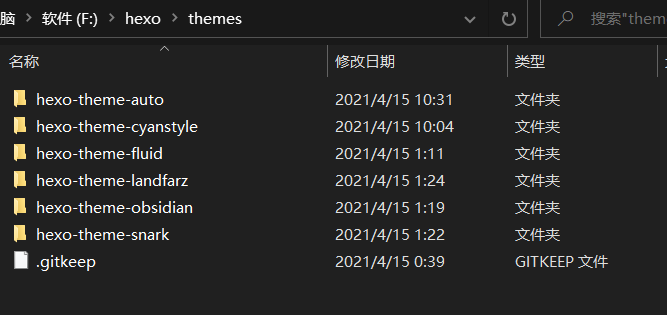 脑 > 软件 (F:) > hexo > themes 搜索"them
名称 修改日期 类型
hexo-theme-auto 2021/4/15 10:31 文件夹
hexo-theme-cyanstyle 2021/4/15 10:04 文件夹
hexo-theme-fluid 2021/4/15 1:11 文件夹
hexo-theme-landfarz 2021/4/15 1:24 文件夹
hexo-theme-obsidian 2021/4/15 1:19 文件夹
hexo-theme-snark 2021/4/15 1:22 文件夹
.gitkeep 2021/4/15 0:39 GITKEEP 文件